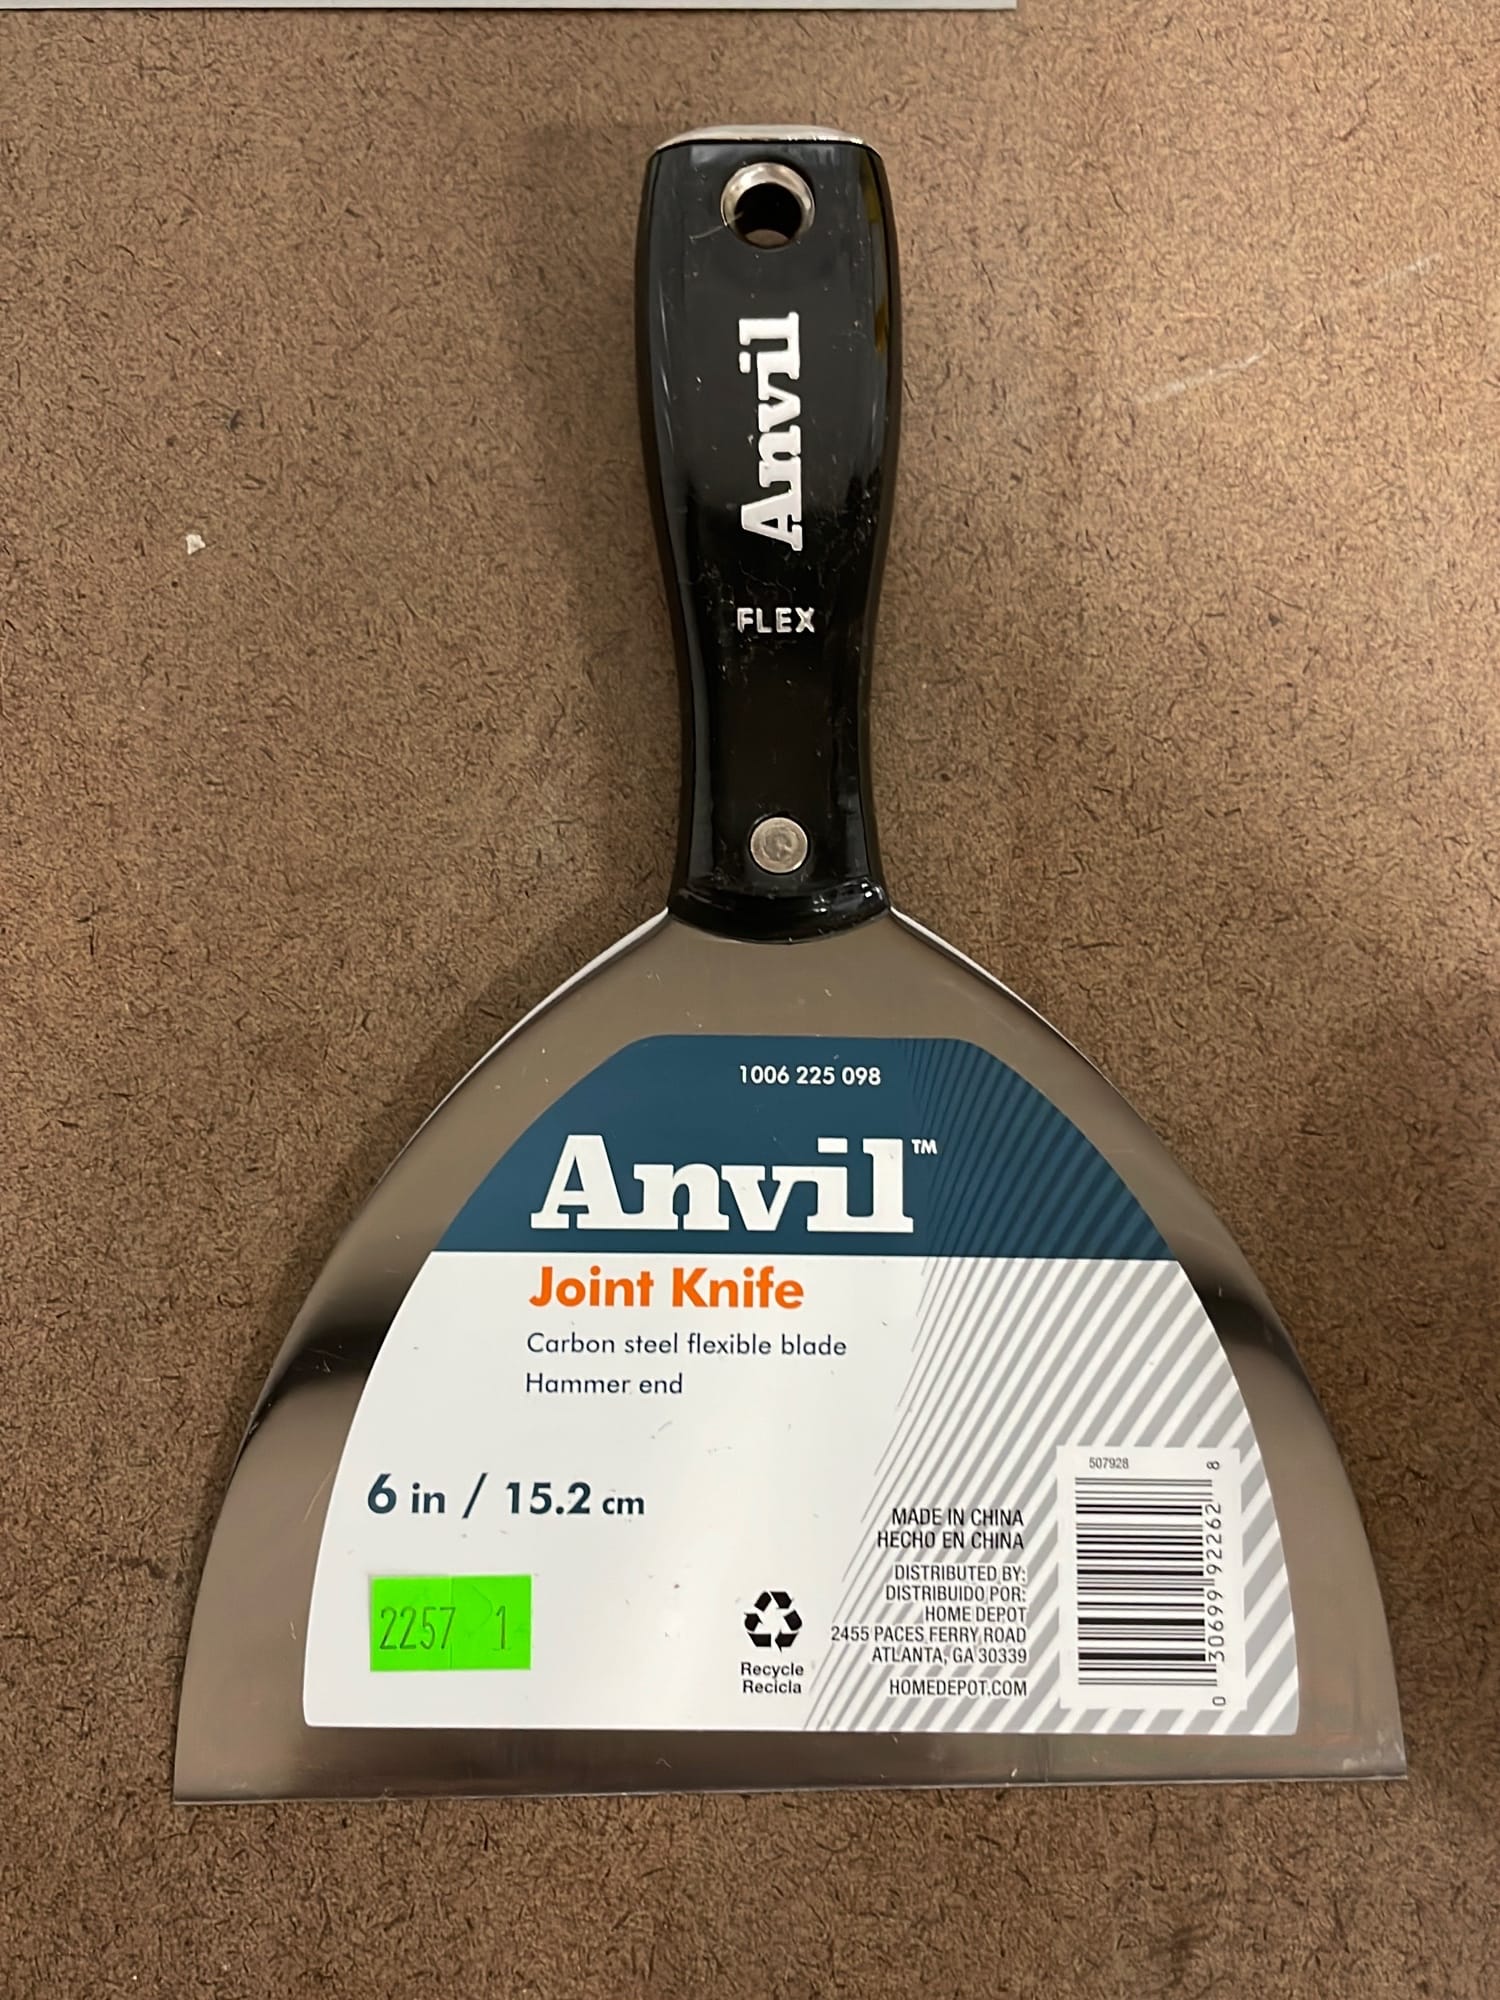 Anvil
FLEX
1006 225 098
Anvil™
Joint Knife
Carbon steel flexible blade
Hammer end
6 in / 15.2 cm
2257 1
Recycle
Recicla
MADE IN CHINA
HECHO EN CHINA
DISTRIBUTED BY:
DISTRIBUIDO POR:
HOME DEPOT
2455 PACES FERRY ROAD
ATLANTA, GA 30339
HOMEDEPOT.COM
507928
0 30699 92262 8